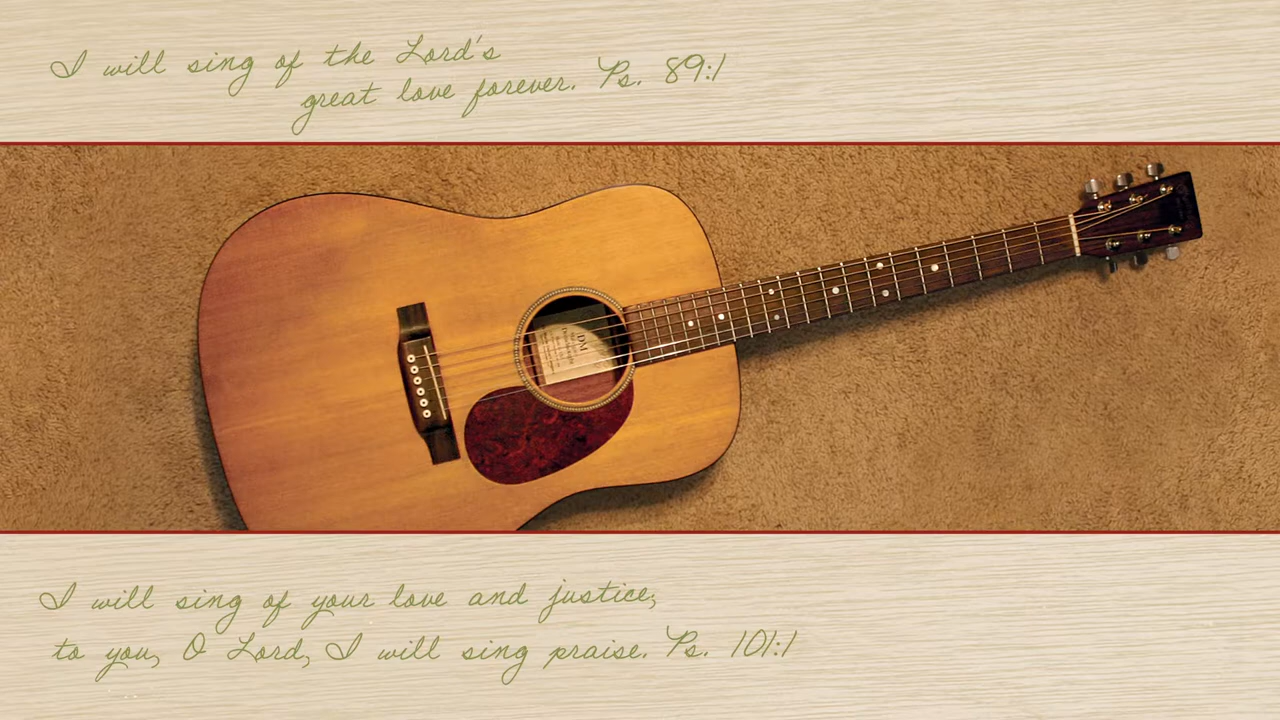 I will sing of the Lord's
great love forever. Ps. 89:1
DM
I will sing of your love and justice;
to you, O Lord, I will sing praise. Ps. 101:1